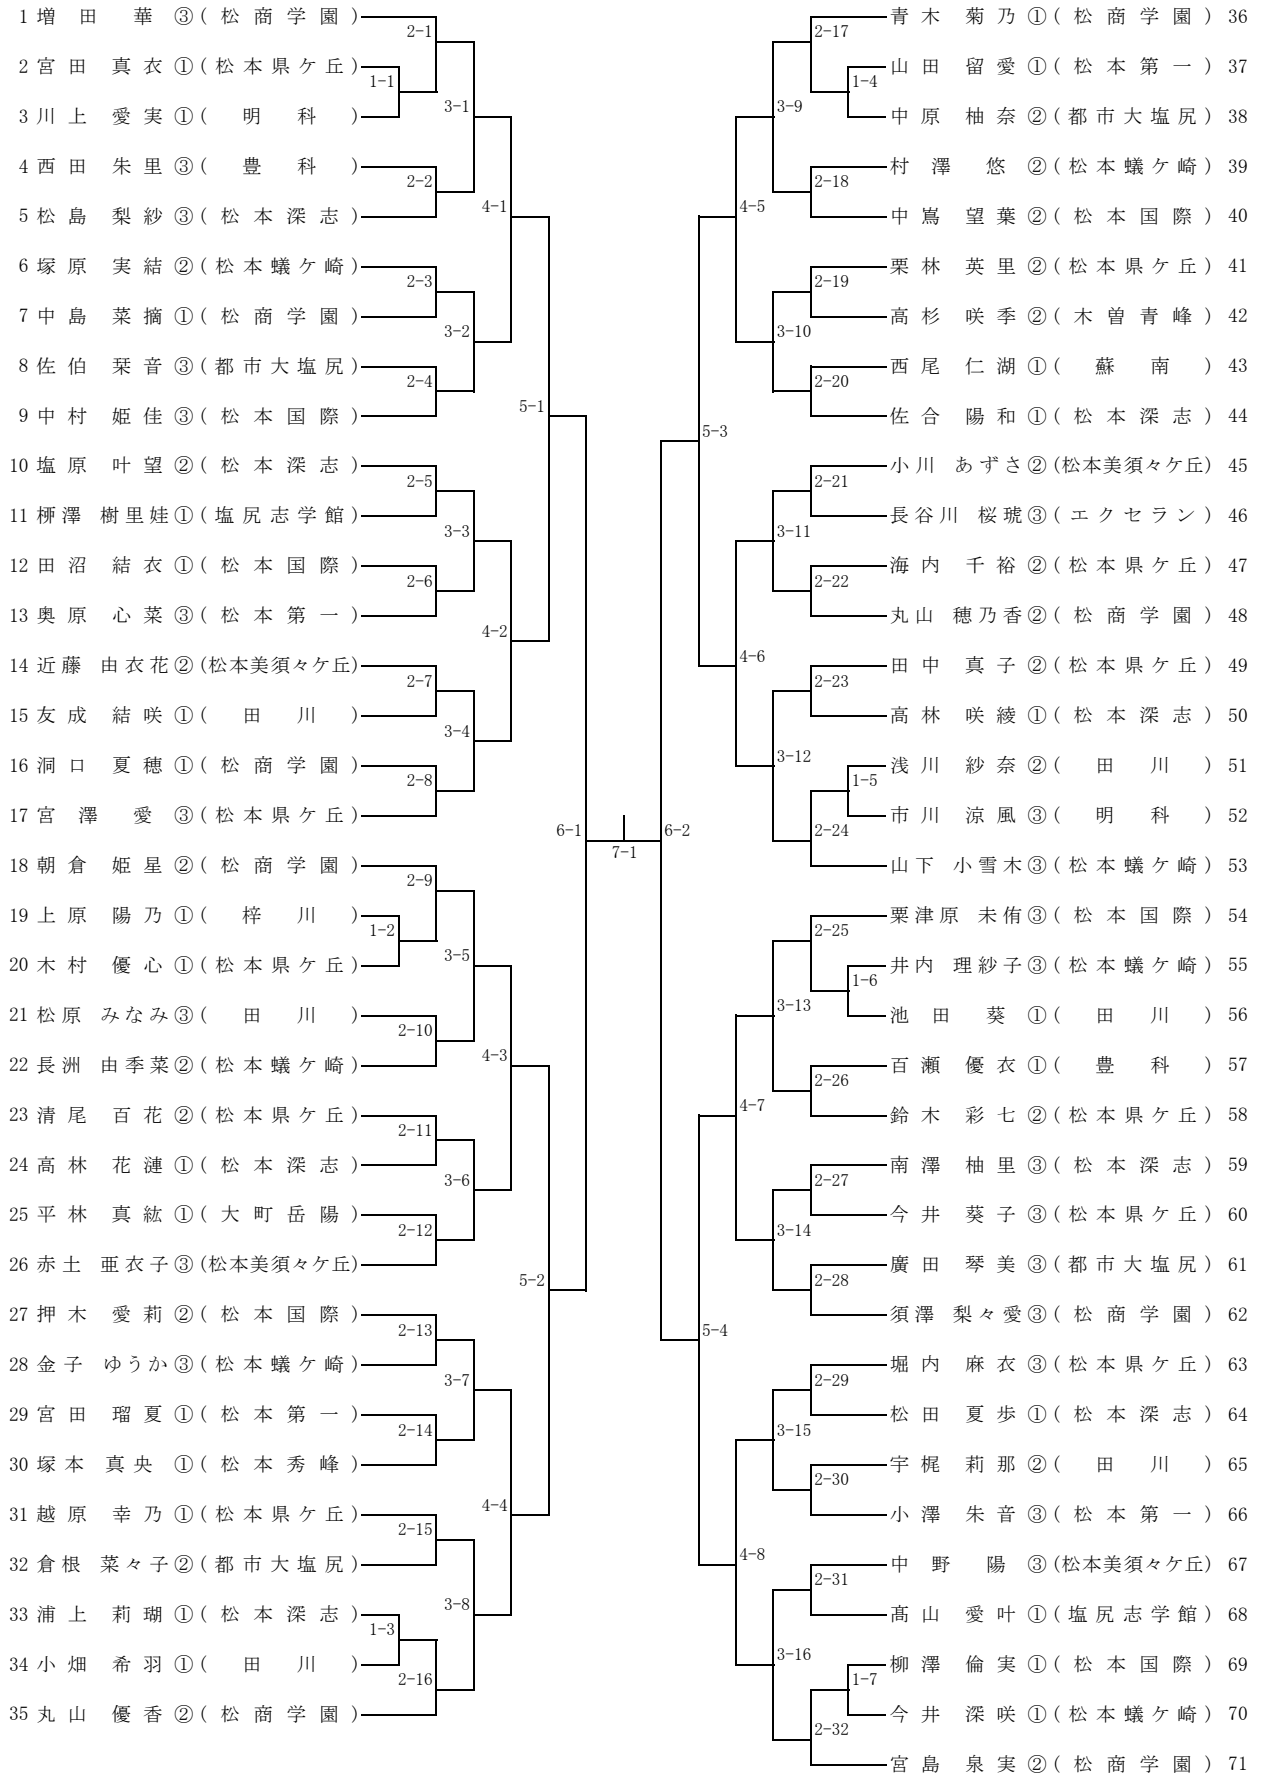 1 増田 華 ③ (松商学園)
2-1
2 宮田 真衣 ① (松本県ケ丘)
1-1
3 川上 愛実 ① (明科)
3-1
4 西田 朱里 ③ (豊科)
2-2
5 松島 梨紗 ③ (松本深志)
4-1
6 塚原 実結 ② (松本蟻ケ崎)
2-3
7 中島 菜摘 ① (松商学園)
3-2
8 佐伯 栞音 ③ (都市大塩尻)
2-4
9 中村 姫佳 ③ (松本国際)
5-1
10 塩原 叶望 ② (松本深志)
2-5
11 栁澤 樹里娃 ① (塩尻志学館)
3-3
12 田沼 結衣 ① (松本国際)
2-6
13 奥原 心菜 ③ (松本第一)
4-2
14 近藤 由衣花 ② (松本美須々ケ丘)
2-7
15 友成 結咲 ① (田川)
3-4
16 洞口 夏穂 ① (松商学園)
2-8
17 宮澤 愛 ③ (松本県ケ丘)
6-1
18 朝倉 姫星 ② (松商学園)
2-9
19 上原 陽乃 ① (梓川)
1-2
20 木村 優心 ① (松本県ケ丘)
3-5
21 松原 みなみ ③ (田川)
2-10
22 長洲 由季菜 ② (松本蟻ケ崎)
4-3
23 清尾 百花 ② (松本県ケ丘)
2-11
24 高林 花漣 ① (松本深志)
3-6
25 平林 真紘 ① (大町岳陽)
2-12
26 赤土 亜衣子 ③ (松本美須々ケ丘)
5-2
27 押木 愛莉 ② (松本国際)
2-13
28 金子 ゆうか ③ (松本蟻ケ崎)
3-7
29 宮田 瑠夏 ① (松本第一)
2-14
30 塚本 真央 ① (松本秀峰)
4-4
31 越原 幸乃 ① (松本県ケ丘)
2-15
32 倉根 菜々子 ② (都市大塩尻)
3-8
33 浦上 莉瑚 ① (松本深志)
1-3
34 小畑 希羽 ① (田川)
2-16
35 丸山 優香 ② (松商学園)
7-1
青木 菊乃 ① (松商学園) 36
2-17
山田 留愛 ① (松本第一) 37
1-4
中原 柚奈 ② (都市大塩尻) 38
3-9
村澤 悠 ② (松本蟻ケ崎) 39
2-18
中嶌 望葉 ② (松本国際) 40
4-5
栗林 英里 ② (松本県ケ丘) 41
2-19
高杉 咲季 ② (木曽青峰) 42
3-10
西尾 仁湖 ① (蘇南) 43
2-20
佐合 陽和 ① (松本深志) 44
5-3
小川 あずさ ② (松本美須々ケ丘) 45
2-21
長谷川 桜琥 ③ (エクセラン) 46
3-11
海内 千裕 ② (松本県ケ丘) 47
2-22
丸山 穂乃香 ② (松商学園) 48
4-6
田中 真子 ② (松本県ケ丘) 49
2-23
高林 咲綾 ① (松本深志) 50
3-12
浅川 紗奈 ② (田川) 51
1-5
市川 涼風 ③ (明科) 52
2-24
山下 小雪木 ③ (松本蟻ケ崎) 53
6-2
粟津原 未侑 ③ (松本国際) 54
2-25
井内 理紗子 ③ (松本蟻ケ崎) 55
1-6
池田 葵 ① (田川) 56
3-13
百瀬 優衣 ① (豊科) 57
2-26
鈴木 彩七 ② (松本県ケ丘) 58
4-7
南澤 柚里 ③ (松本深志) 59
2-27
今井 葵子 ③ (松本県ケ丘) 60
3-14
廣田 琴美 ③ (都市大塩尻) 61
2-28
須澤 梨々愛 ③ (松商学園) 62
5-4
堀内 麻衣 ③ (松本県ケ丘) 63
2-29
松田 夏歩 ① (松本深志) 64
3-15
宇梶 莉那 ② (田川) 65
2-30
小澤 朱音 ③ (松本第一) 66
4-8
中野 陽 ③ (松本美須々ケ丘) 67
2-31
髙山 愛叶 ① (塩尻志学館) 68
3-16
柳澤 倫実 ① (松本国際) 69
1-7
今井 深咲 ① (松本蟻ケ崎) 70
2-32
宮島 泉実 ② (松商学園) 71